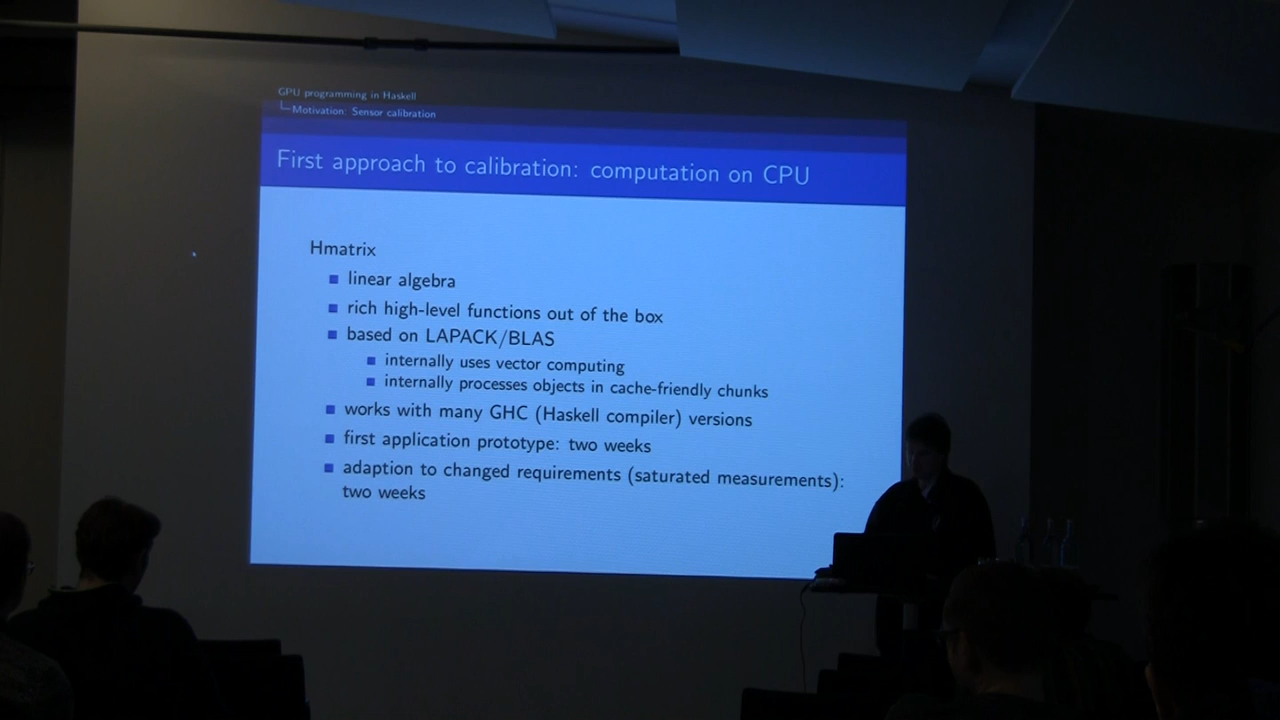 GPU programming in Haskell
Motivation: Sensor calibration
First approach to calibration: computation on CPU
Hmatrix
linear algebra
rich high-level functions out of the box
based on LAPACK/BLAS
internally uses vector computing
internally processes objects in cache-friendly chunks
works with many GHC (Haskell compiler) versions
first application prototype: two weeks
adaption to changed requirements (saturated measurements):
two weeks